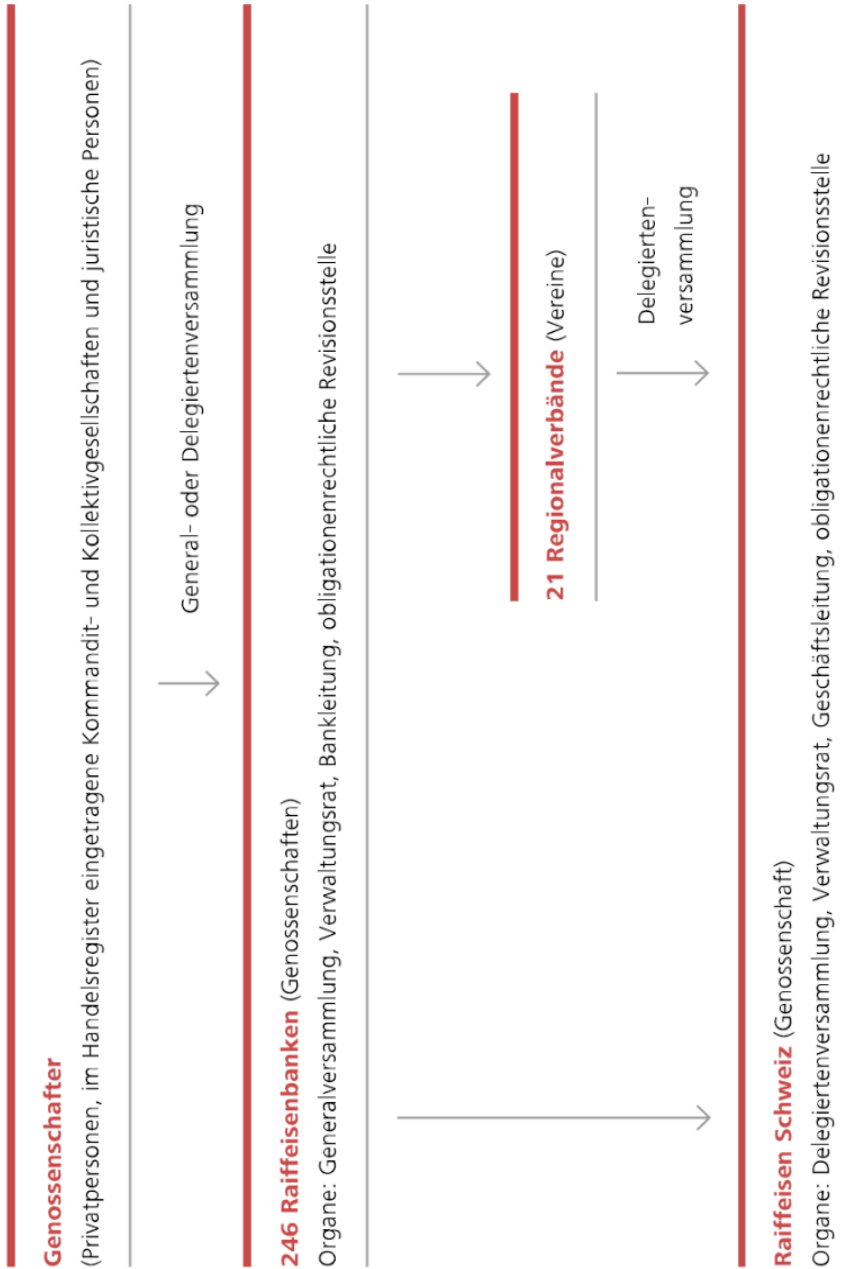 Genossenschafter
(Privatpersonen, im Handelsregister eingetragene Kommandit- und Kollektivgesellschaften und juristische Personen)
General- oder Delegiertenversammlung
246 Raiffeisenbanken (Genossenschaften)
Organe: Generalversammlung, Verwaltungsrat, Bankleitung, obligationenrechtliche Revisionsstelle
21 Regionalverbände (Vereine)
Delegierten-
versammlung
Raiffeisen Schweiz (Genossenschaft)
Organe: Delegiertenversammlung, Verwaltungsrat, Geschäftsleitung, obligationenrechtliche Revisionsstelle